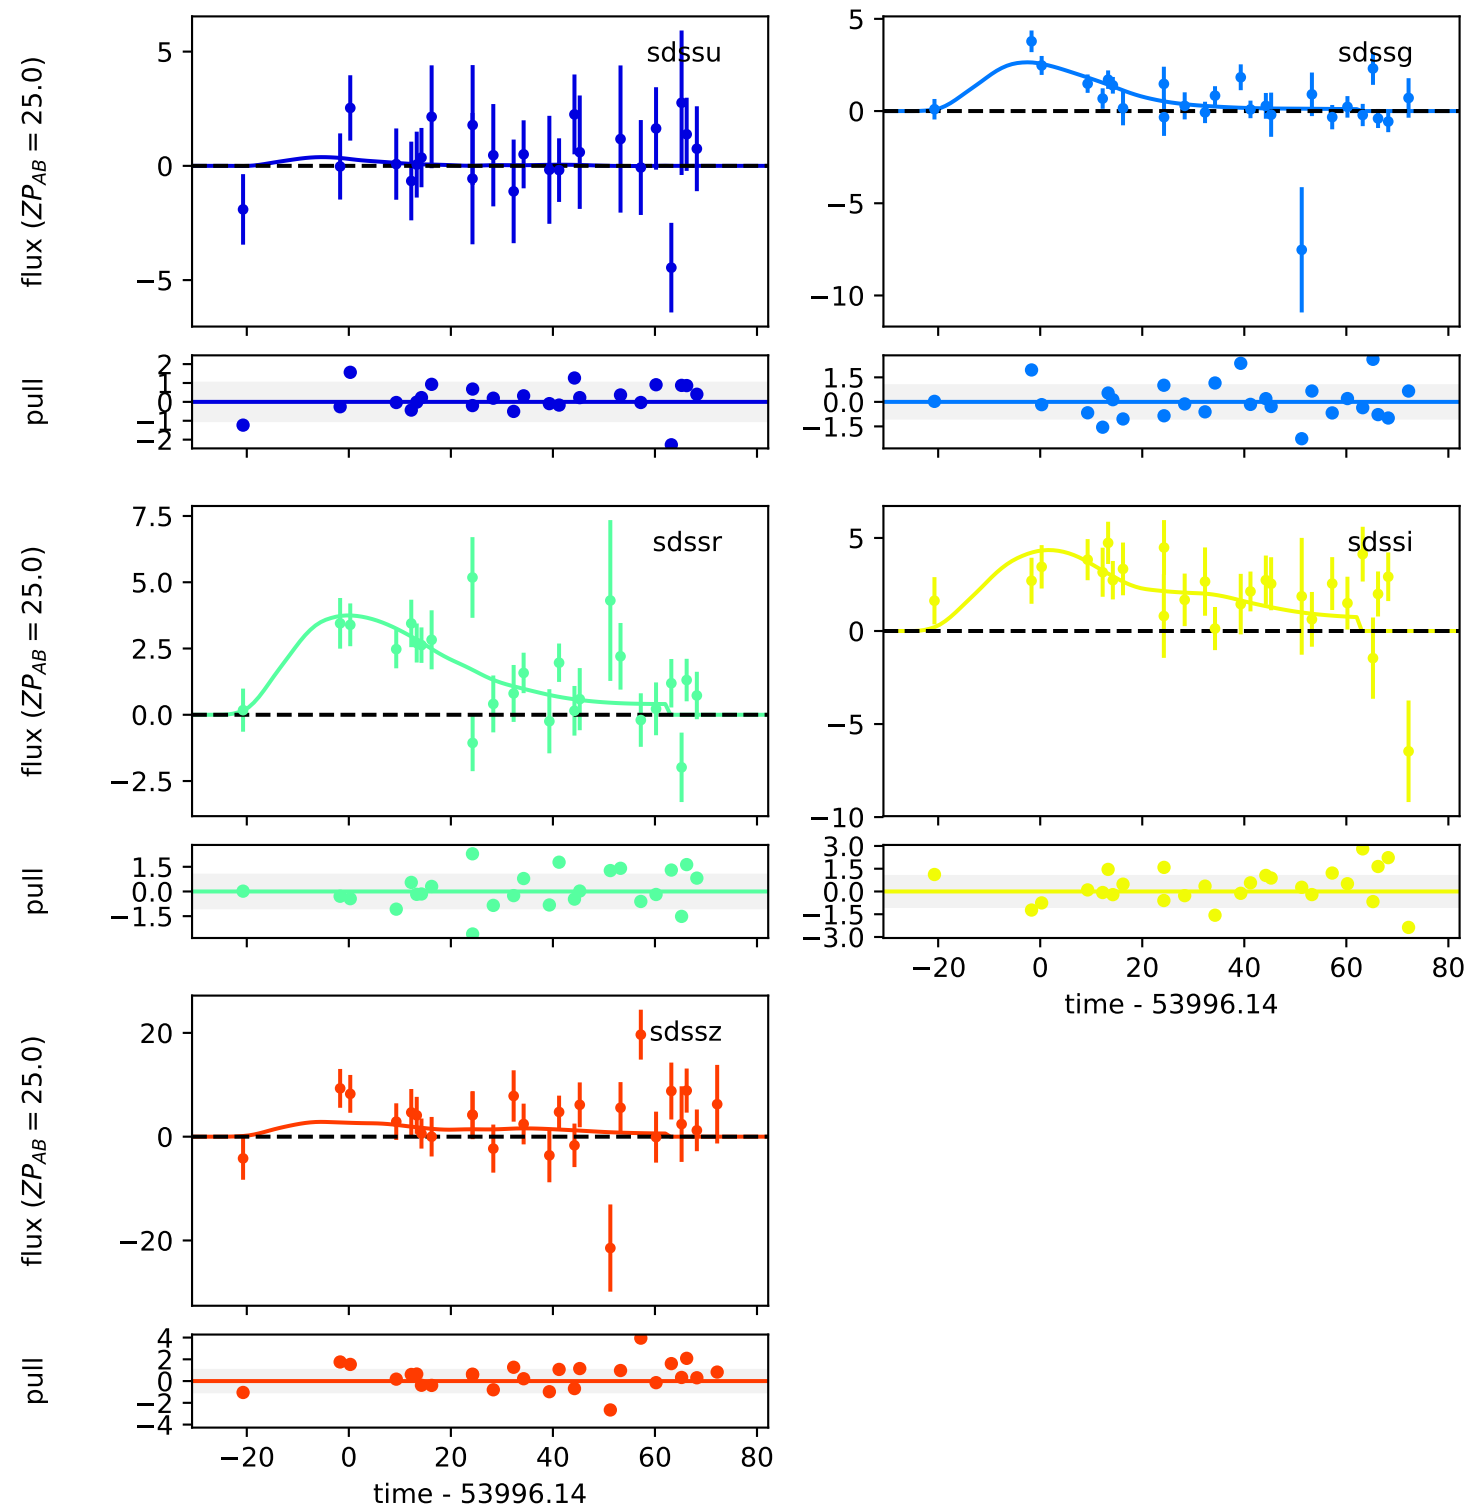 sdssu
flux (ZP_AB = 25.0)
5
0
−5
pull
2
1
0
−1
−2
sdssg
5
0
−5
−10
1.5
0.0
−1.5
sdssr
flux (ZP_AB = 25.0)
7.5
5.0
2.5
0.0
−2.5
pull
1.5
0.0
−1.5
sdssi
5
0
−5
−10
3.0
1.5
0.0
−1.5
−3.0
−20 0 20 40 60 80
time - 53996.14
sdssz
flux (ZP_AB = 25.0)
20
0
−20
pull
4
2
0
−2
−4
−20 0 20 40 60 80
time - 53996.14